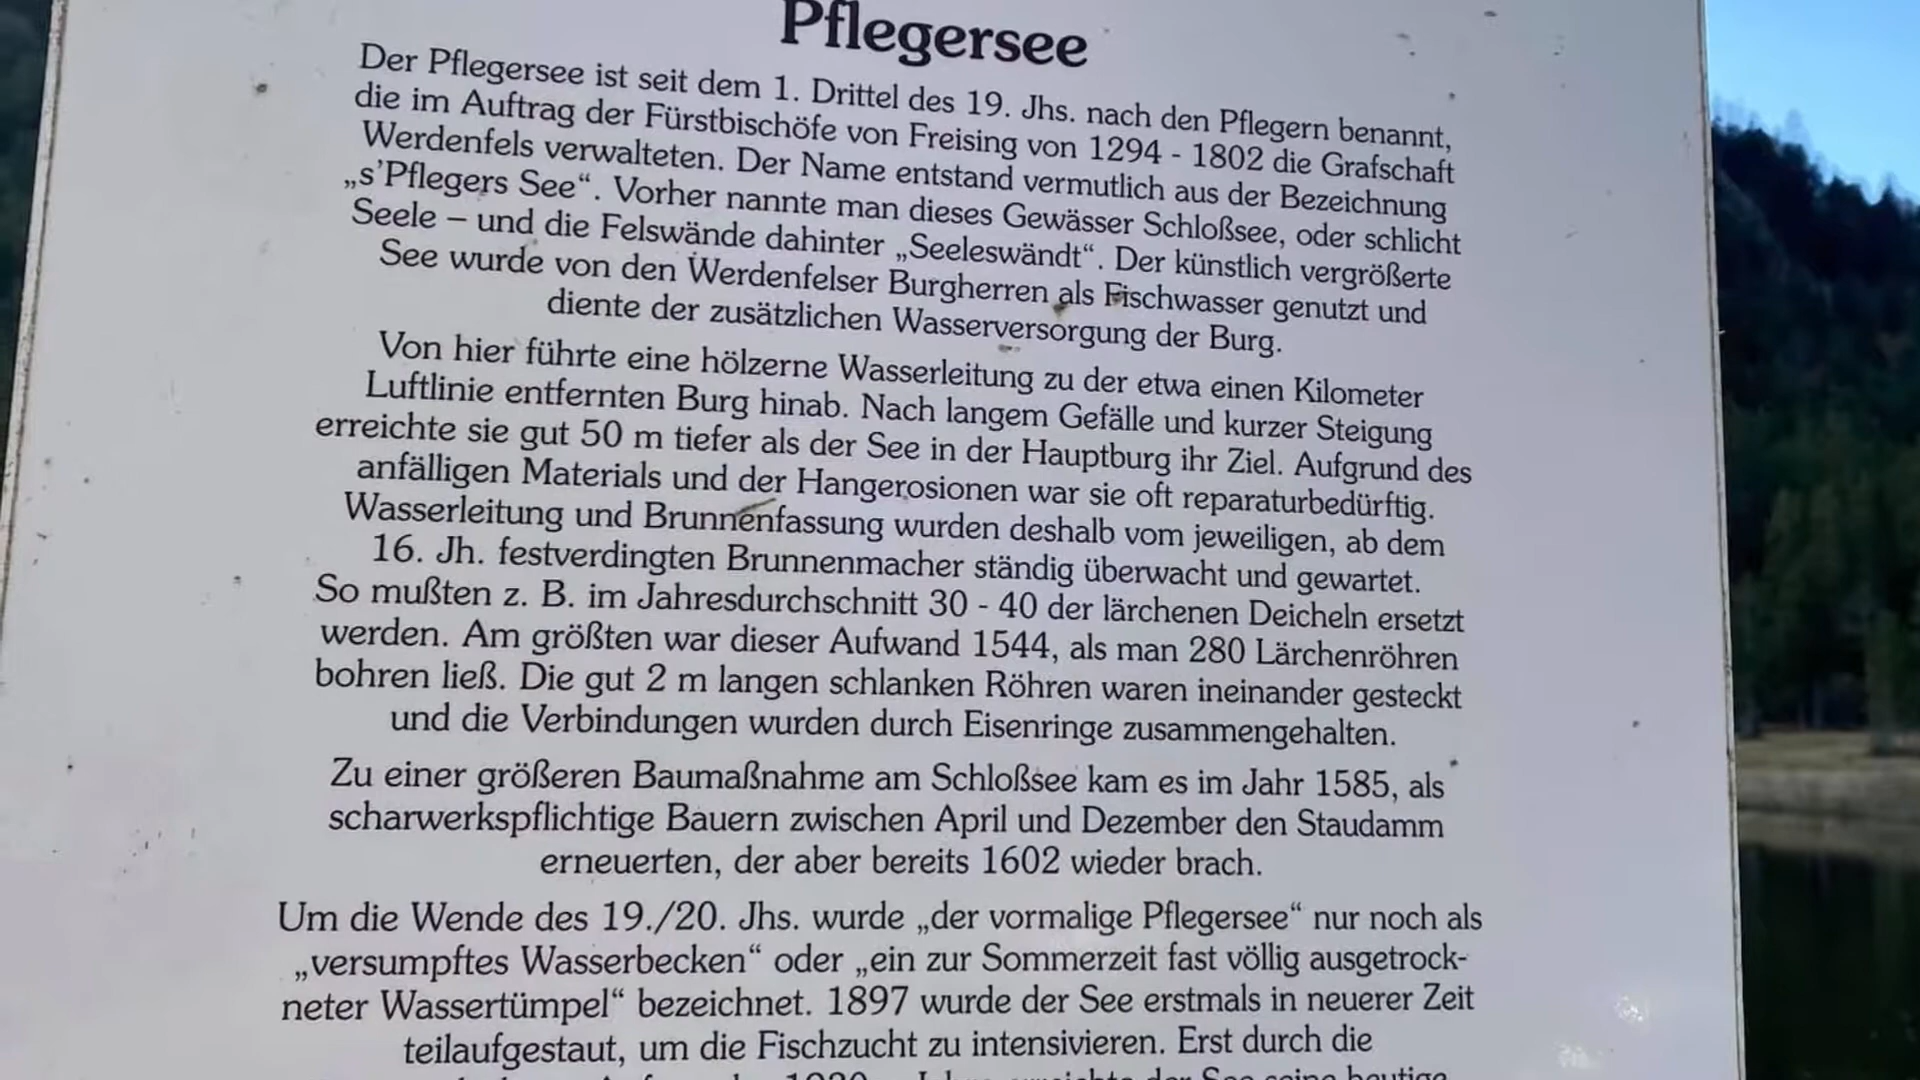 Pflegersee
Der Pflegersee ist seit dem 1. Drittel des 19. Jhs. nach den Pflegern benannt,
die im Auftrag der Fürstbischöfe von Freising von 1294 - 1802 die Grafschaft
Werdenfels verwalteten. Der Name entstand vermutlich aus der Bezeichnung
„s’Pflegers See“. Vorher nannte man dieses Gewässer Schloßsee, oder schlicht
Seele – und die Felswände dahinter „Seeleswändt“. Der künstlich vergrößerte
See wurde von den Werdenfelser Burgherren als Fischwasser genutzt und
diente der zusätzlichen Wasserversorgung der Burg.
Von hier führte eine hölzerne Wasserleitung zu der etwa einen Kilometer
Luftlinie entfernten Burg hinab. Nach langem Gefälle und kurzer Steigung
erreichte sie gut 50 m tiefer als der See in der Hauptburg ihr Ziel. Aufgrund des
anfälligen Materials und der Hangerosionen war sie oft reparaturbedürftig.
Wasserleitung und Brunnenfassung wurden deshalb vom jeweiligen, ab dem
16. Jh. festverdingten Brunnenmacher ständig überwacht und gewartet.
So mußten z. B. im Jahresdurchschnitt 30 - 40 der lärchenen Deicheln ersetzt
werden. Am größten war dieser Aufwand 1544, als man 280 Lärchenröhren
bohren ließ. Die gut 2 m langen schlanken Röhren waren ineinander gesteckt
und die Verbindungen wurden durch Eisenringe zusammengehalten.
Zu einer größeren Baumaßnahme am Schloßsee kam es im Jahr 1585, als
scharwerkspflichtige Bauern zwischen April und Dezember den Staudamm
erneuerten, der aber bereits 1602 wieder brach.
Um die Wende des 19./20. Jhs. wurde „der vormalige Pflegersee“ nur noch als
„versumpftes Wasserbecken“ oder „ein zur Sommerzeit fast völlig ausgetrock-
neter Wassertümpel“ bezeichnet. 1897 wurde der See erstmals in neuerer Zeit
teilaufgestaut, um die Fischzucht zu intensivieren. Erst durch die
der See seine heutige